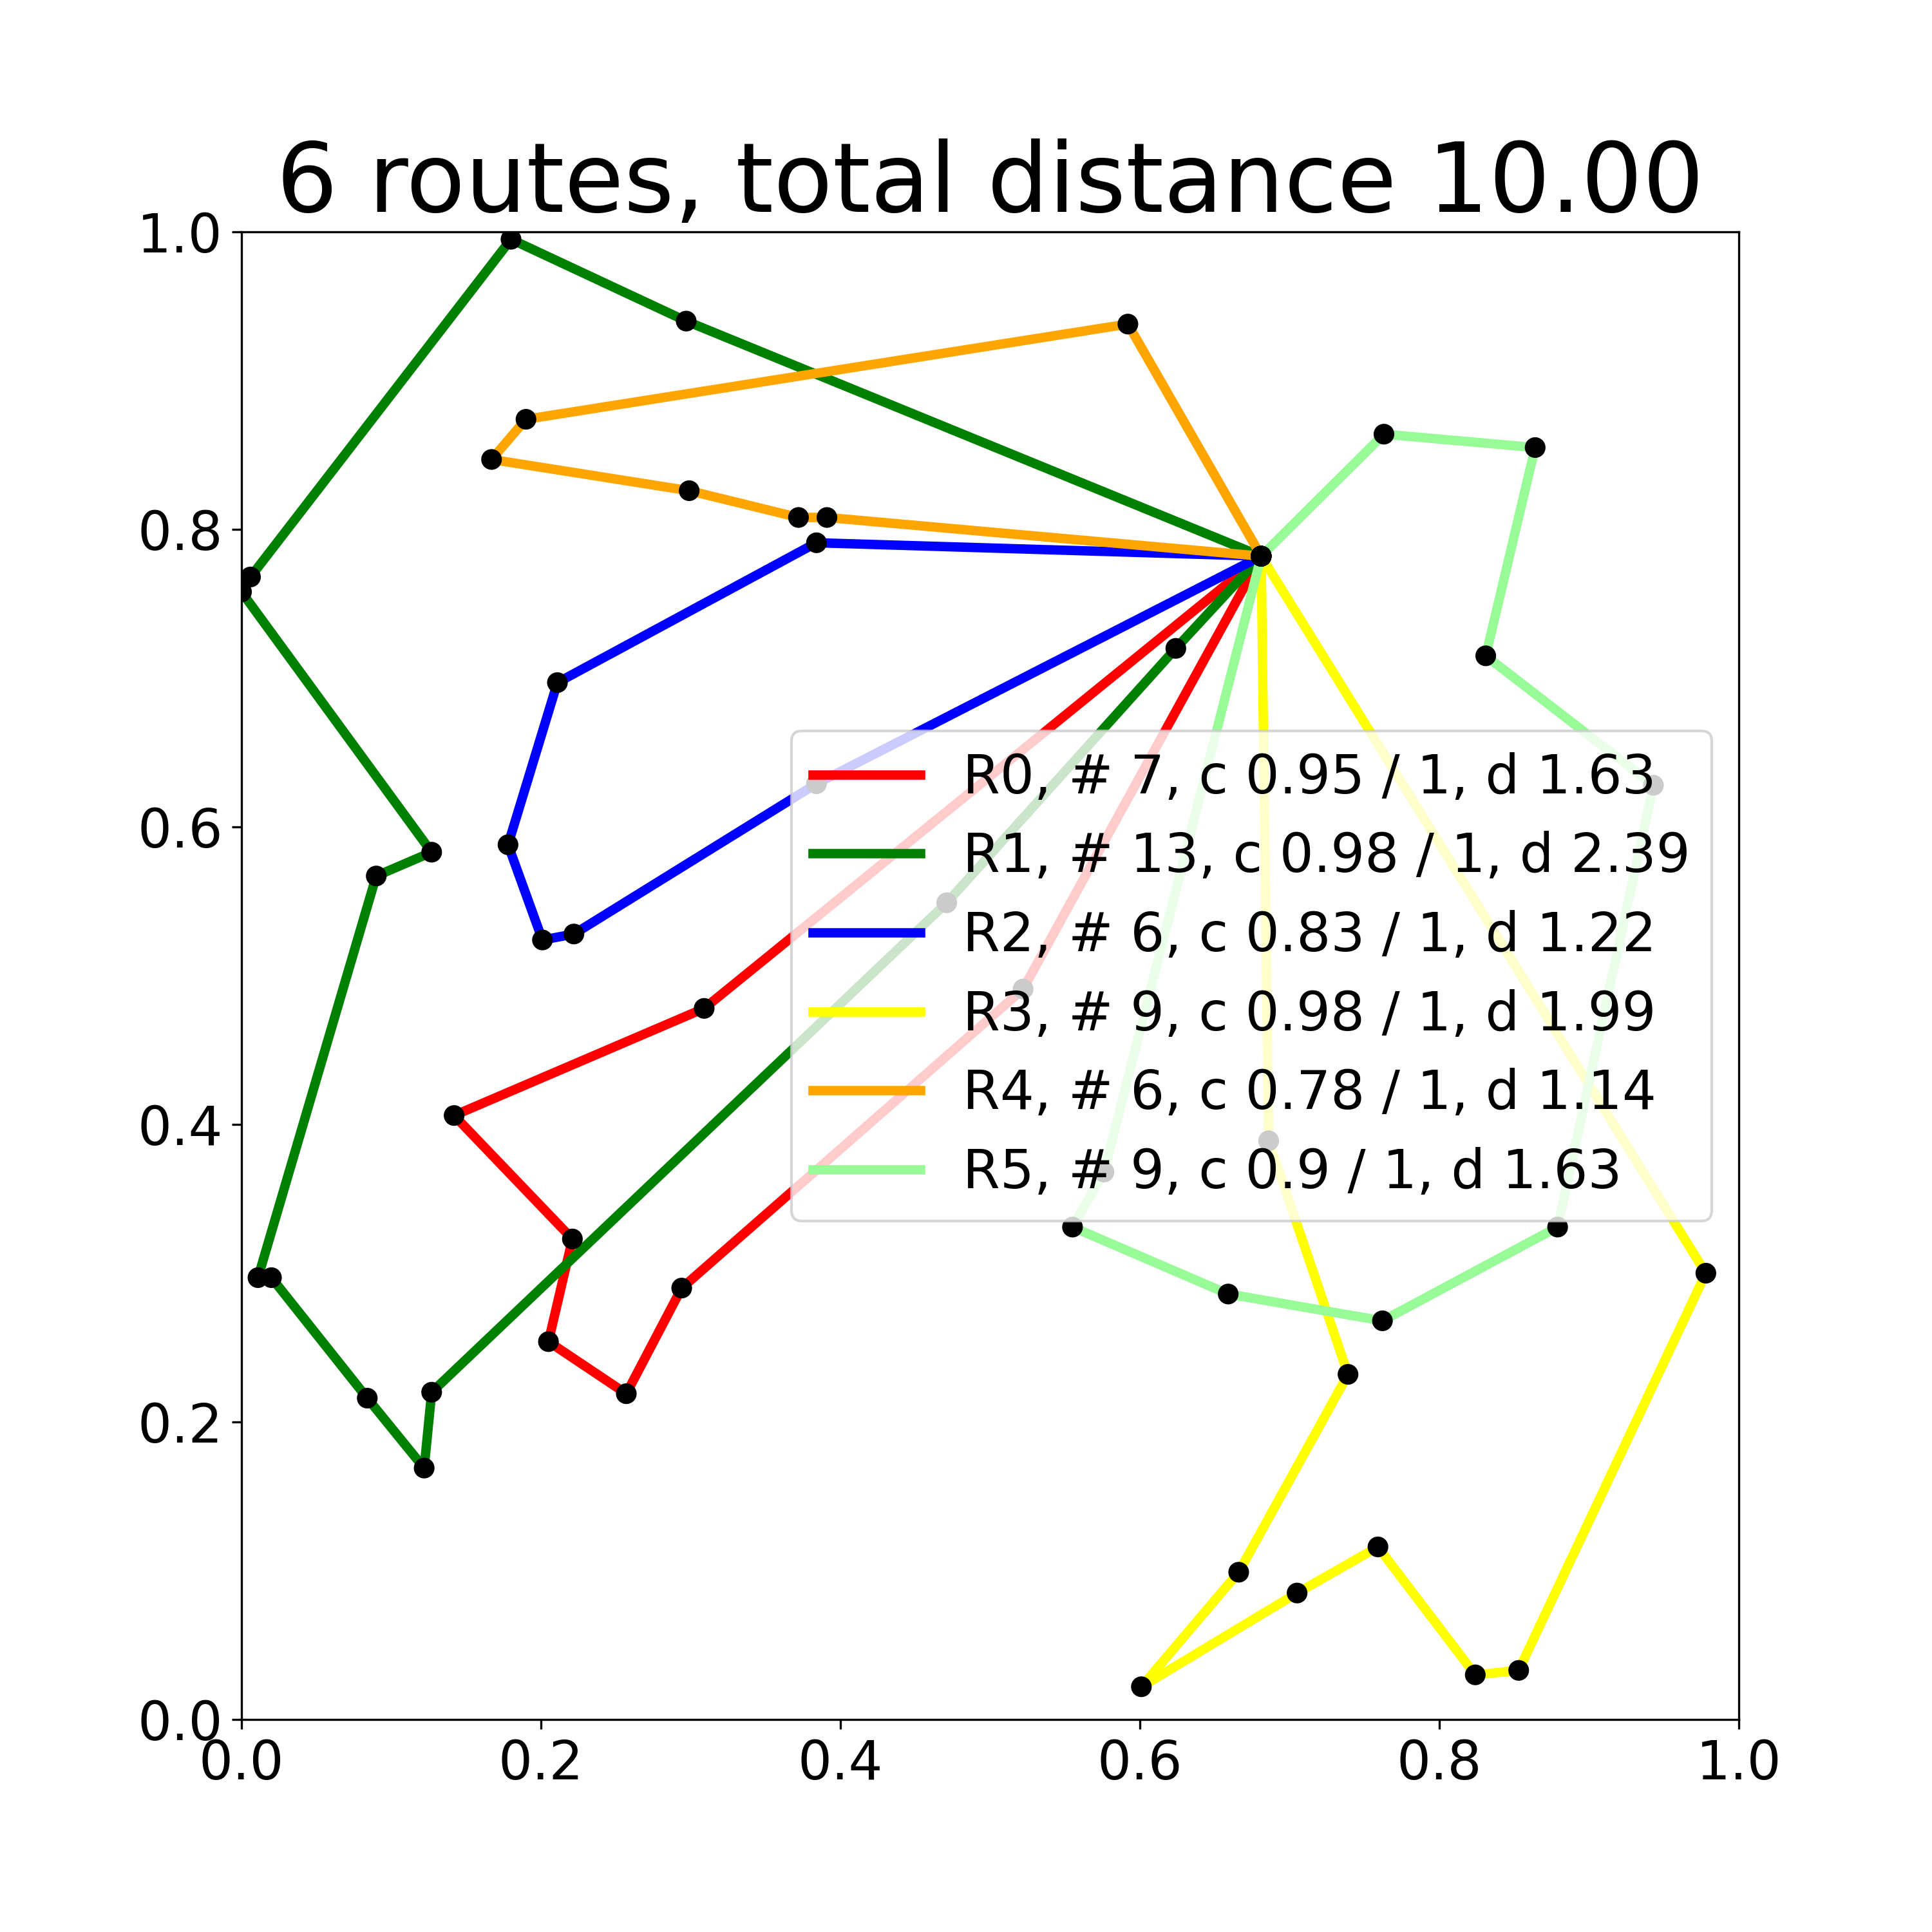 6 routes, total distance 10.00
1.0
0.8
0.6
0.4
0.2
0.0
R0, # 7, c 0.95 / 1, d 1.63
R1, # 13, c 0.98 / 1, d 2.39
R2, # 6, c 0.83 / 1, d 1.22
R3, # 9, c 0.98 / 1, d 1.99
R4, # 6, c 0.78 / 1, d 1.14
R5, # 9, c 0.9 / 1, d 1.63
0.0 0.2 0.4 0.6 0.8 1.0